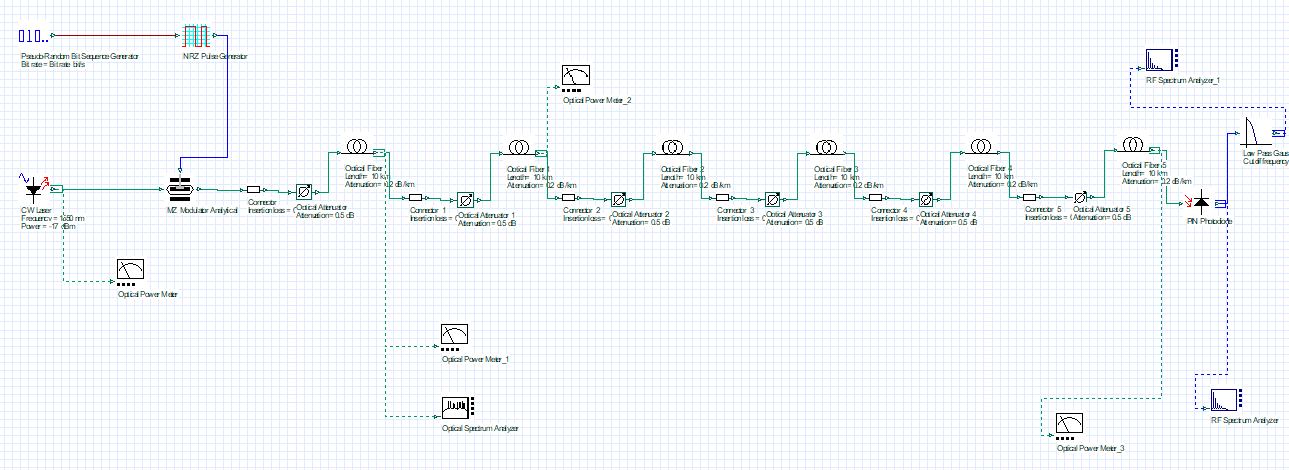 Pseudo-Random Bit Sequence Generator
Bit rate = Bit rate bit/s
NRZ Pulse Generator
CW Laser
Frequency = 1550 nm
Power = -17 dBm
MZ Modulator Analytical
Connector
Insertion loss = 
Optical Attenuator
Attenuation = 0.5 dB
Optical Power Meter
Optical Fiber
Length = 10 km
Attenuation = 0.2 dB/km
Connector 1
Insertion loss = 
Optical Attenuator 1
Attenuation = 0.5 dB
Optical Power Meter_1
Optical Spectrum Analyzer
Optical Power Meter_2
Optical Fiber 1
Length = 10 km
Attenuation = 0.2 dB/km
Connector 2
Insertion loss = 
Optical Attenuator 2
Attenuation = 0.5 dB
Optical Fiber 2
Length = 10 km
Attenuation = 0.2 dB/km
Connector 3
Insertion loss = 
Optical Attenuator 3
Attenuation = 0.5 dB
Optical Fiber 3
Length = 10 km
Attenuation = 0.2 dB/km
Connector 4
Insertion loss = 
Optical Attenuator 4
Attenuation = 0.5 dB
Optical Fiber 4
Length = 10 km
Attenuation = 0.2 dB/km
Connector 5
Insertion loss = 
Optical Attenuator 5
Attenuation = 0.5 dB
Optical Fiber 5
Length = 10 km
Attenuation = 0.2 dB/km
RF Spectrum Analyzer_1
Low Pass Gaus
Cutoff frequency
PIN Photodiode
RF Spectrum Analyzer
Optical Power Meter_3